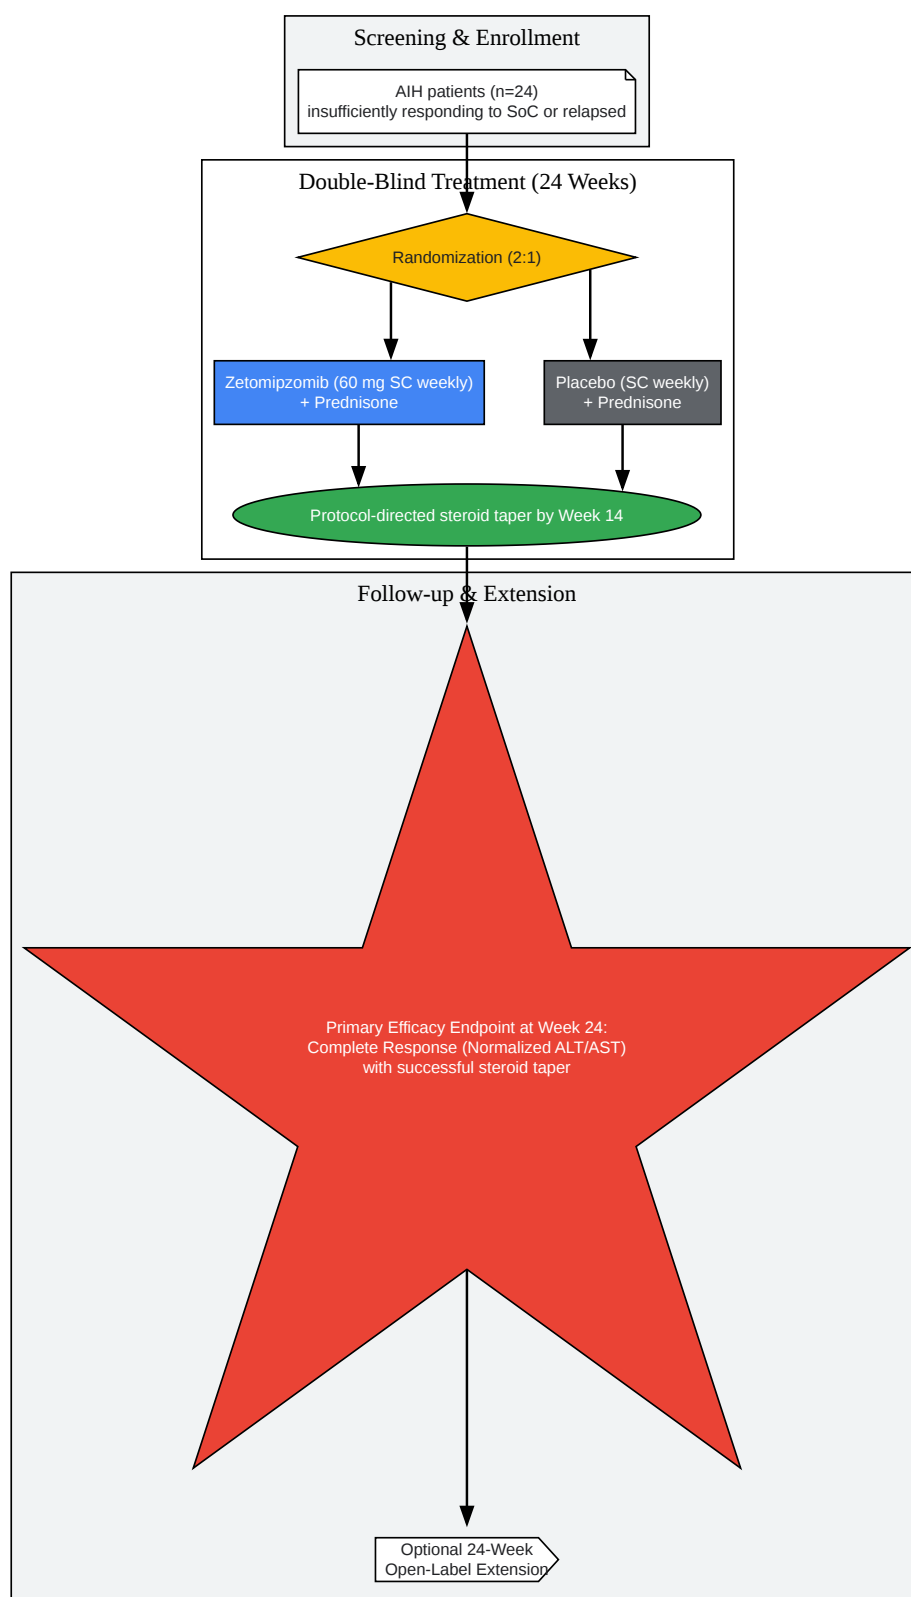 Screening & Enrollment
AIH patients (n=24)
insufficiently responding to SoC or relapsed
Double-Blind Treatment (24 Weeks)
Randomization (2:1)
Zetomipzomib (60 mg SC weekly)
+ Prednisone
Placebo (SC weekly)
+ Prednisone
Protocol-directed steroid taper by Week 14
Follow-up & Extension
Primary Efficacy Endpoint at Week 24:
Complete Response (Normalized ALT/AST)
with successful steroid taper
Optional 24-Week
Open-Label Extension